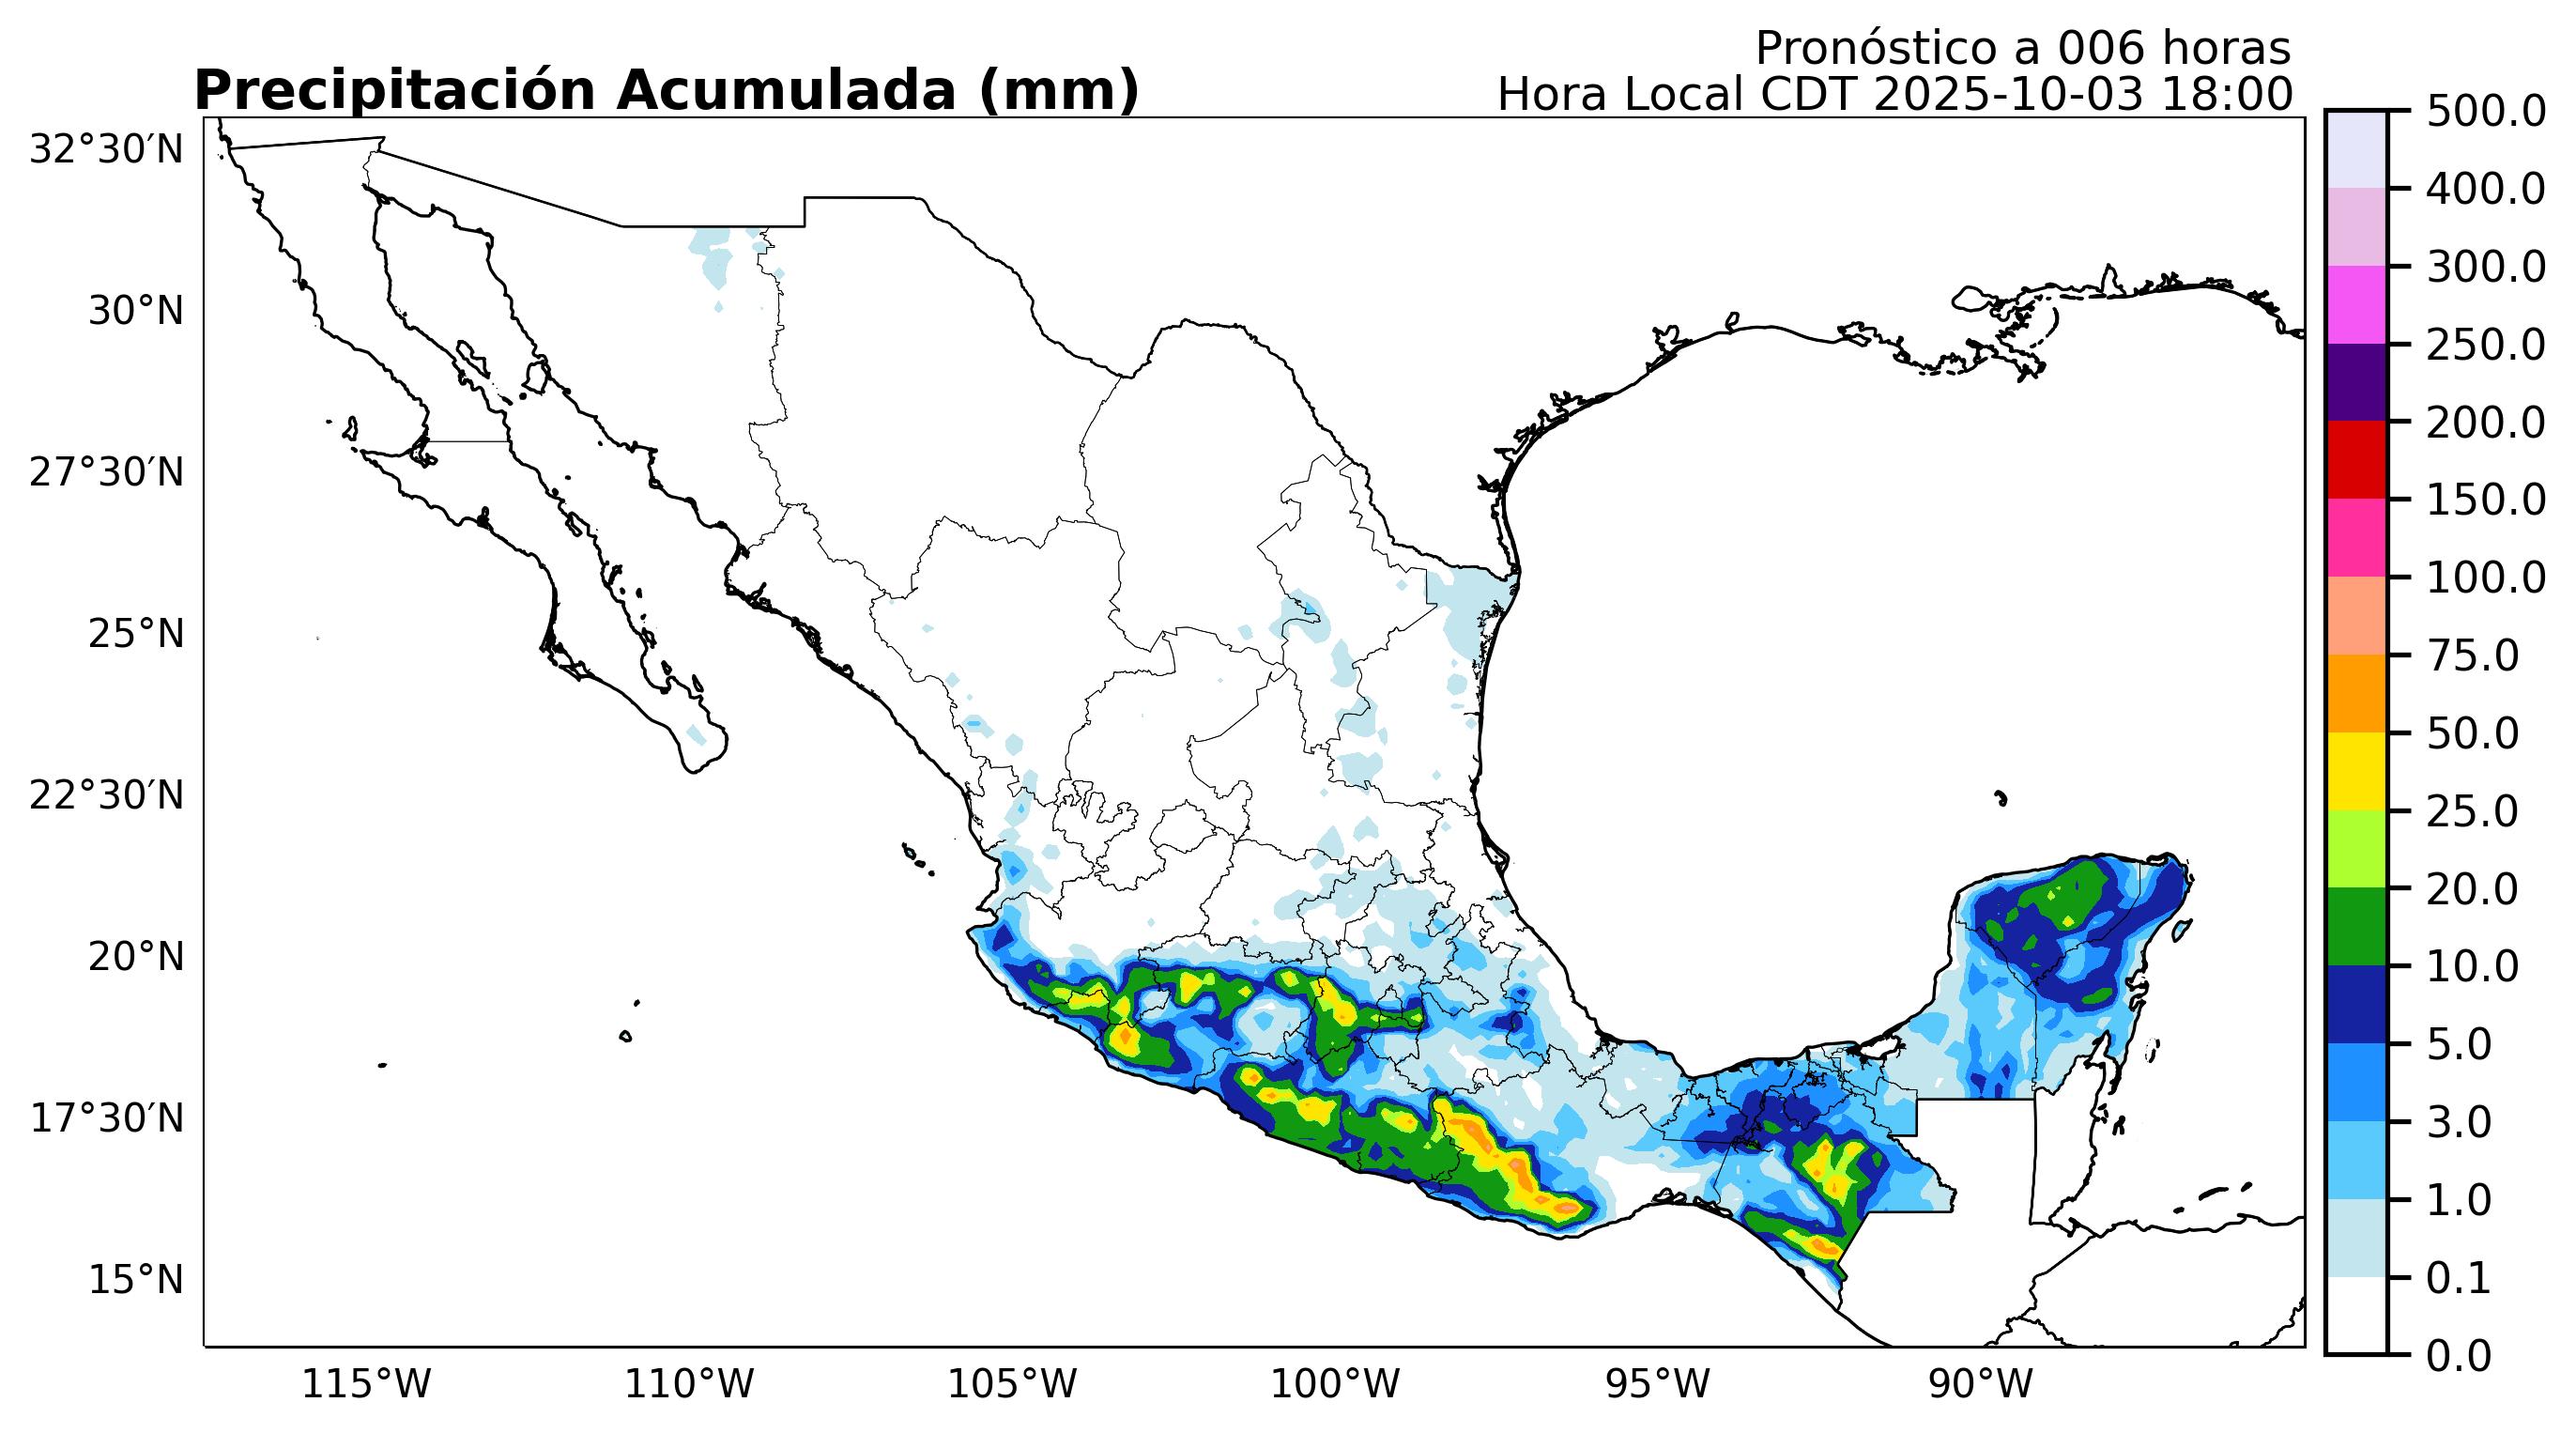 Pronóstico a 006 horas
Precipitación Acumulada (mm)
Hora Local CDT 2025-10-03 18:00
32°30′N
30°N
27°30′N
25°N
22°30′N
20°N
17°30′N
15°N
115°W
110°W
105°W
100°W
95°W
90°W
500.0
400.0
300.0
250.0
200.0
150.0
100.0
75.0
50.0
25.0
20.0
10.0
5.0
3.0
1.0
0.1
0.0